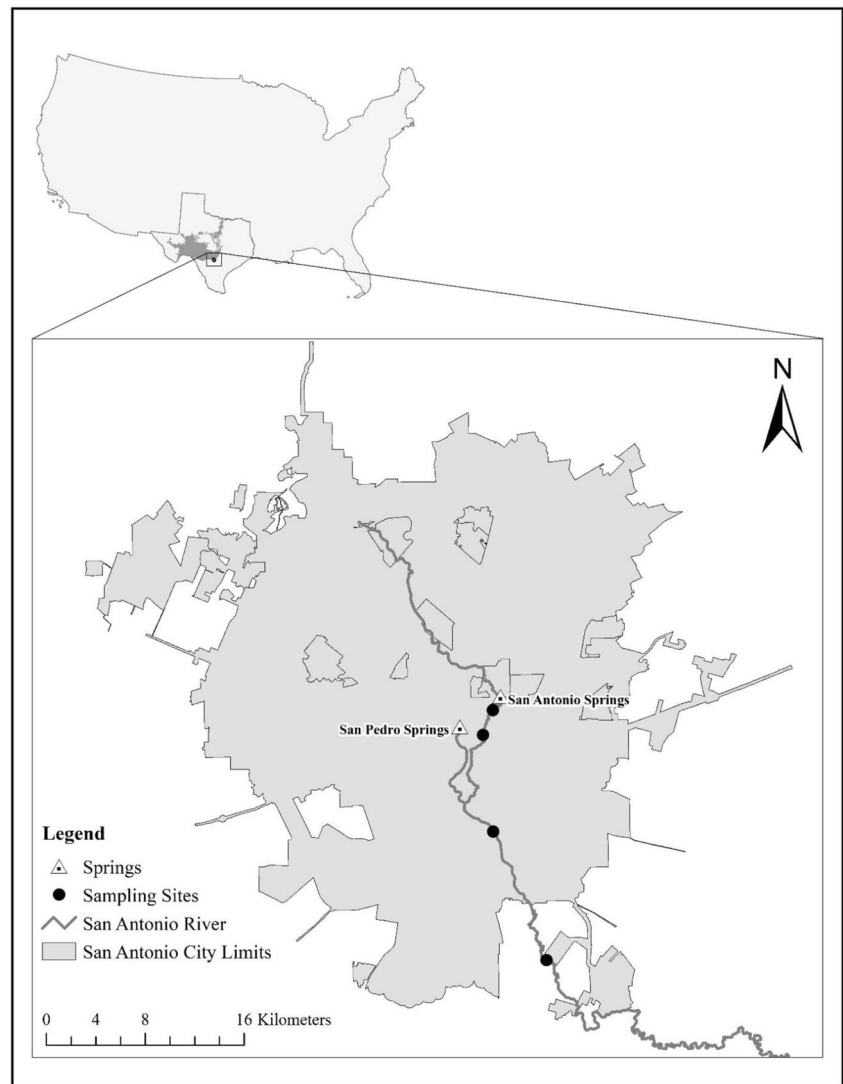 N
San Antonio Springs
San Pedro Springs
Legend
Springs
Sampling Sites
San Antonio River
San Antonio City Limits
0 4 8 16 Kilometers